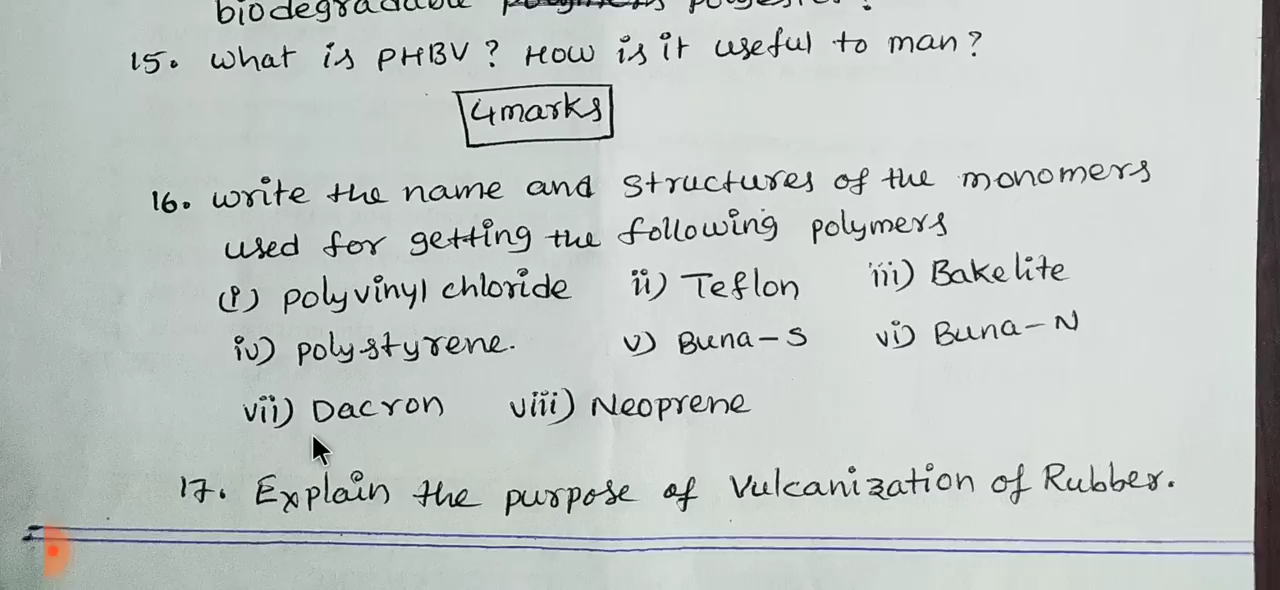 biodegradable
15. What is PHBV? How is it useful to man?
4marks
16. write the name and structures of the monomers
used for getting the following polymers
(i) polyvinyl chloride ii) Teflon iii) Bakelite
iv) polystyrene. v) Buna-S vi) Buna-N
vii) Dacron viii) Neoprene
17. Explain the purpose of Vulcanization of Rubber.